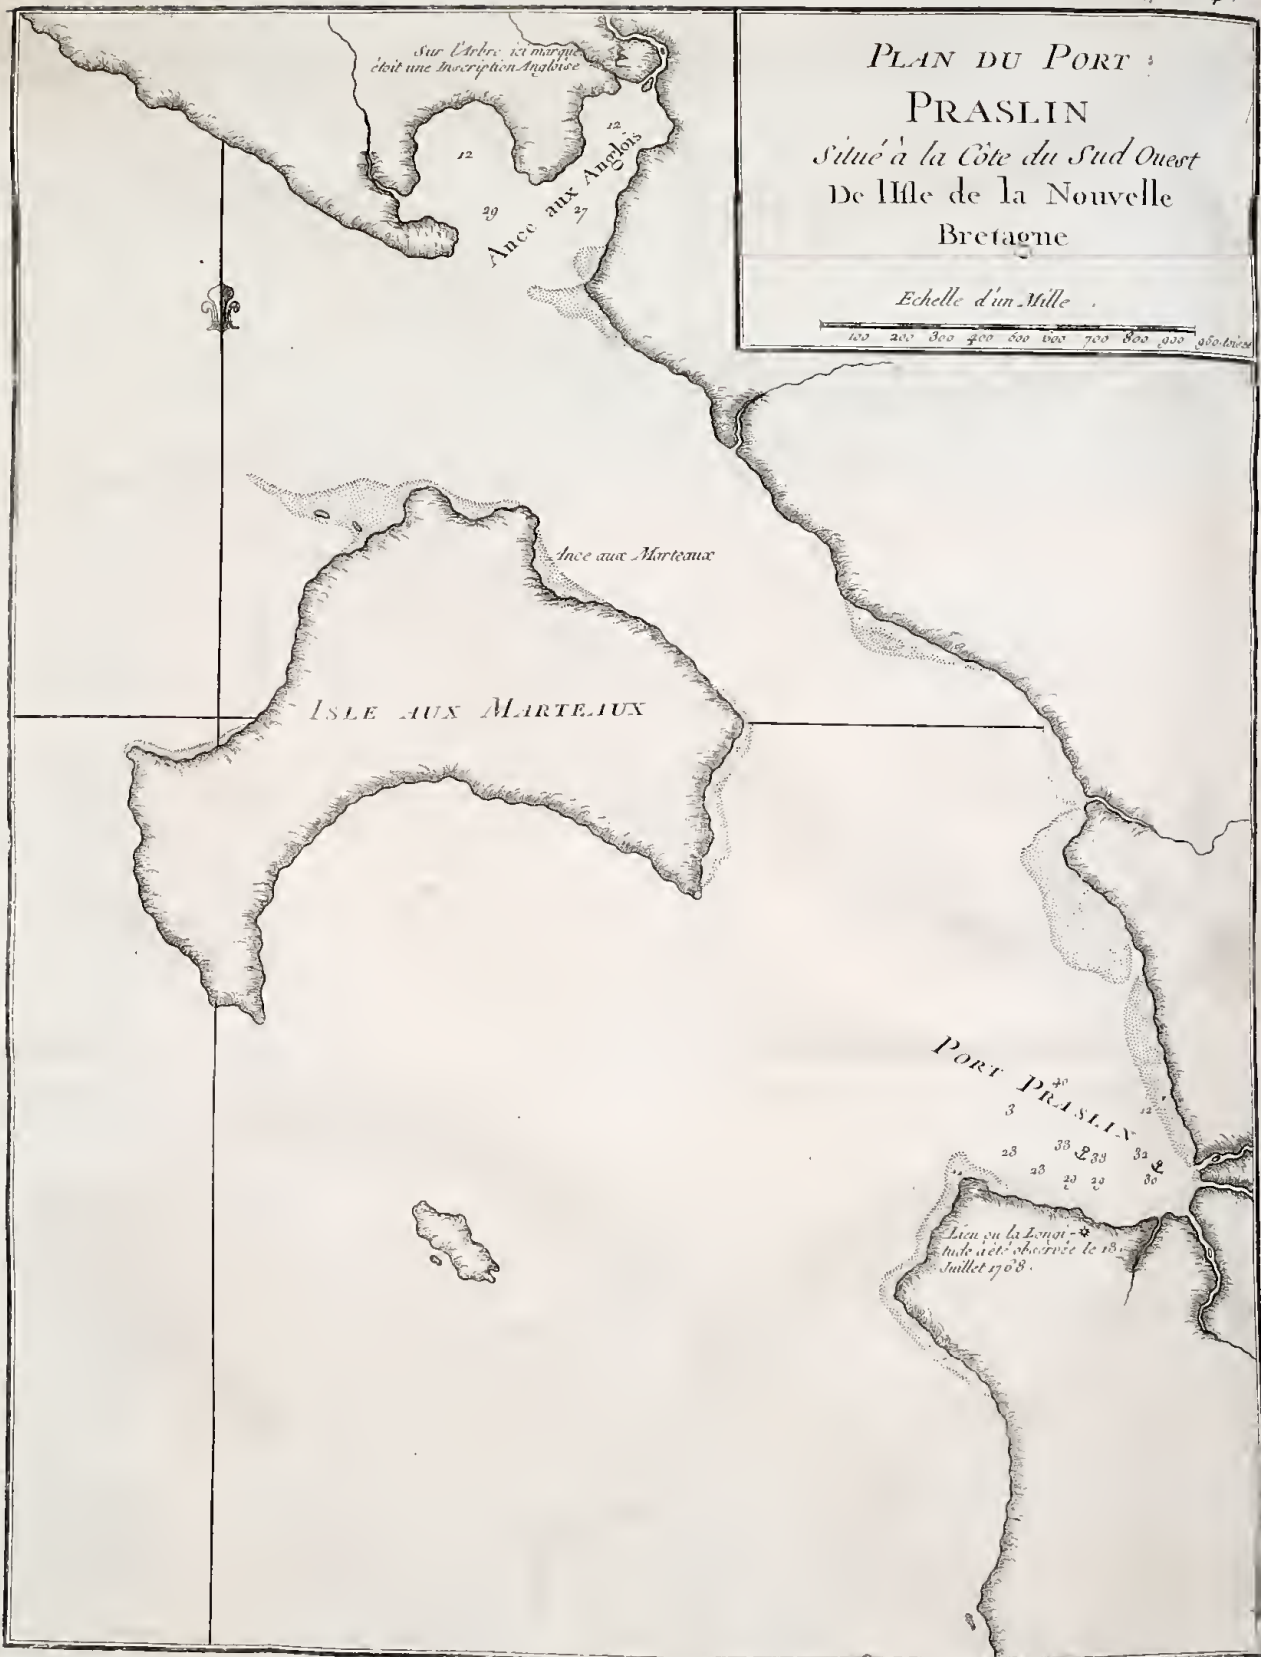 PLAN DU PORT
PRASLIN
Situé à la Côte du Sud Ouest
De l'Isle de la Nouvelle
Bretagne
Echelle d'un Mille
100 200 300 400 500 600 700 800 900 950 toises
Sur l'Arbre ici marqué
étoit une Inscription Angloise
12
12
Ance aux Anglois
29
27
Ance aux Marteaux
ISLE AUX MARTEAUX
PORT PRASLIN
3
12
28
33
33
32
23
29
29
30
Lieu ou la Longi-
tude a été observée le 18
Juillet 1768.